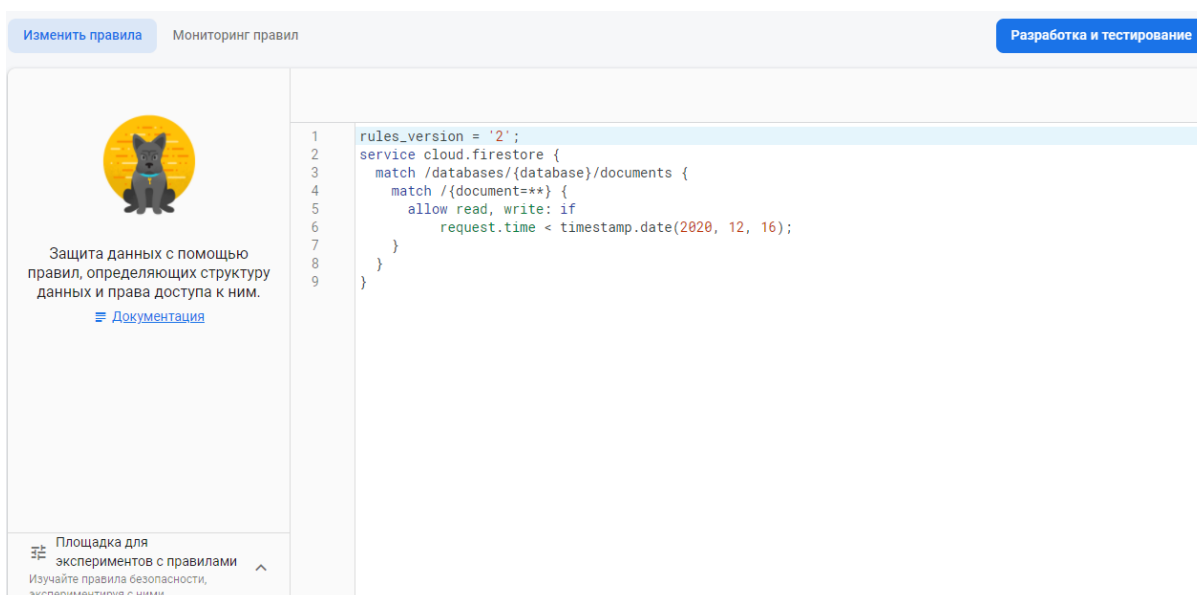 Изменить правила
Мониторинг правил
Разработка и тестирование
Защита данных с помощью
правил, определяющих структуру
данных и права доступа к ним.
Документация
1 rules_version = '2';
2 service cloud.firestore {
3   match /databases/{database}/documents {
4     match /{document=**} {
5       allow read, write: if
6           request.time < timestamp.date(2020, 12, 16);
7     }
8   }
9 }
Площадка для
экспериментов с правилами
Изучайте правила безопасности,
экспериментируя с ними